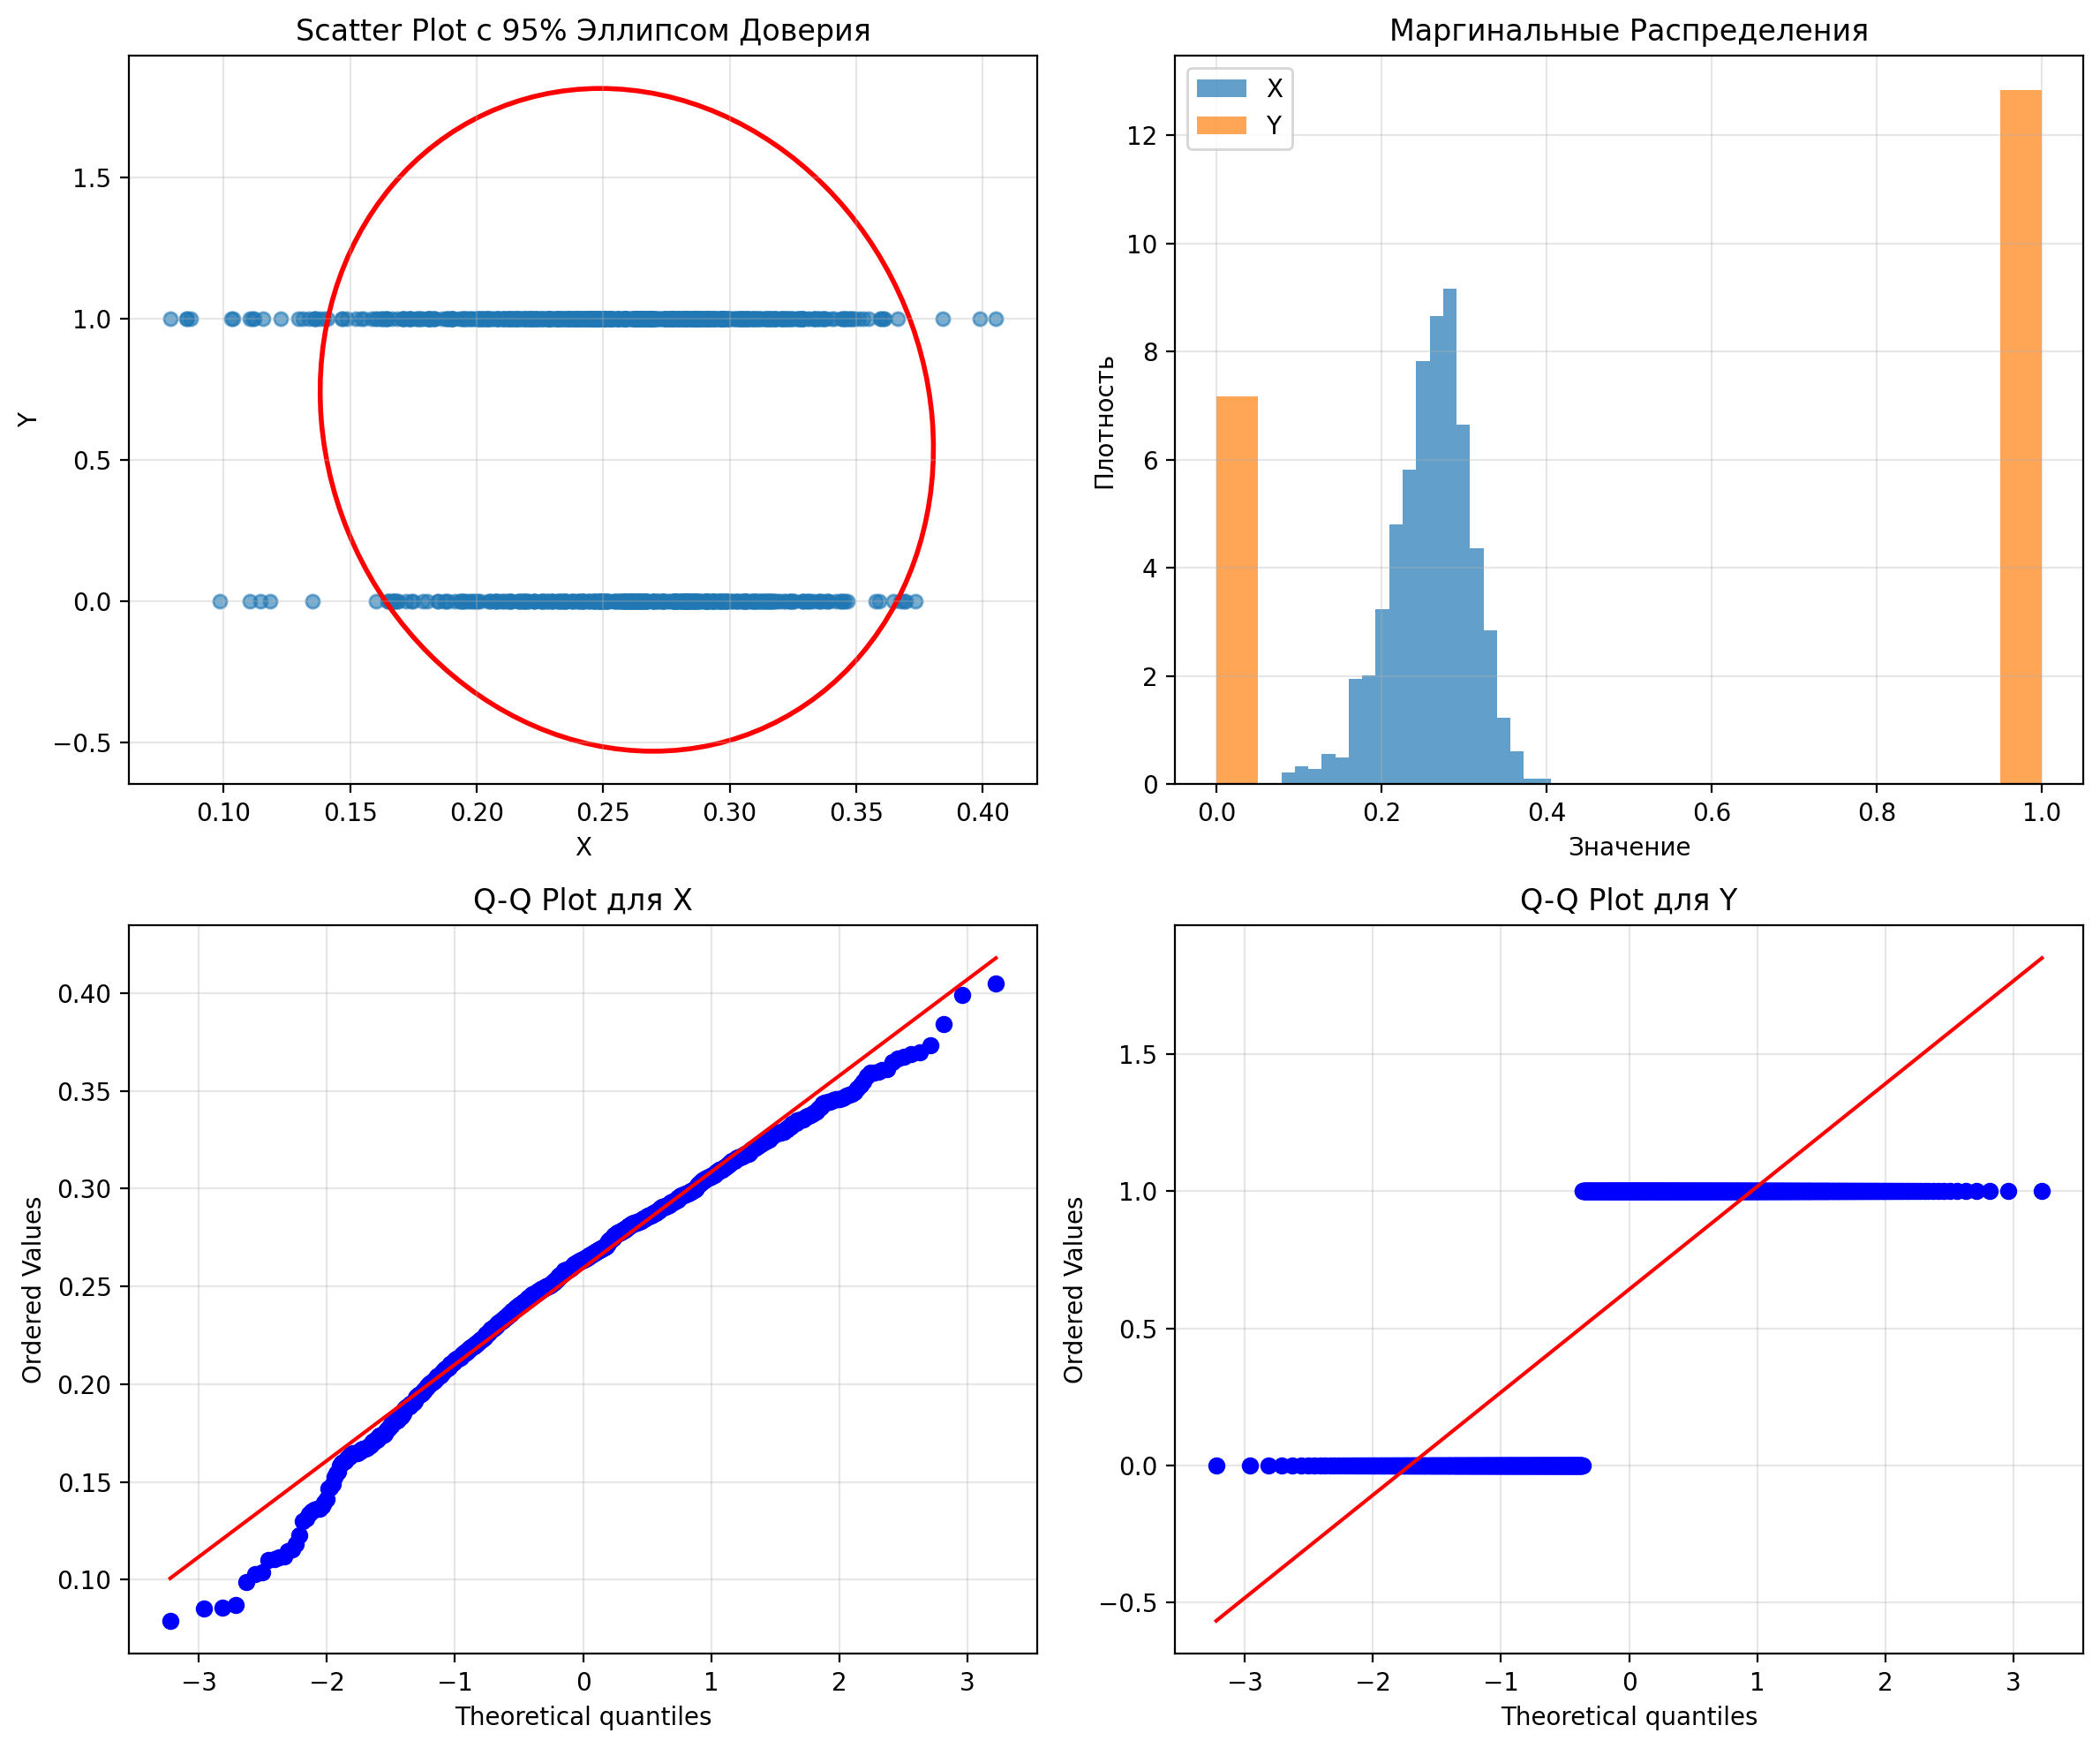 Scatter Plot с 95% Эллипсом Доверия
Y
1.5
1.0
0.5
0.0
−0.5
0.10 0.15 0.20 0.25 0.30 0.35 0.40
X
Маргинальные Распределения
X
Y
Плотность
12
10
8
6
4
2
0
0.0 0.2 0.4 0.6 0.8 1.0
Значение
Q-Q Plot для X
Ordered Values
0.40
0.35
0.30
0.25
0.20
0.15
0.10
−3 −2 −1 0 1 2 3
Theoretical quantiles
Q-Q Plot для Y
Ordered Values
1.5
1.0
0.5
0.0
−0.5
−3 −2 −1 0 1 2 3
Theoretical quantiles